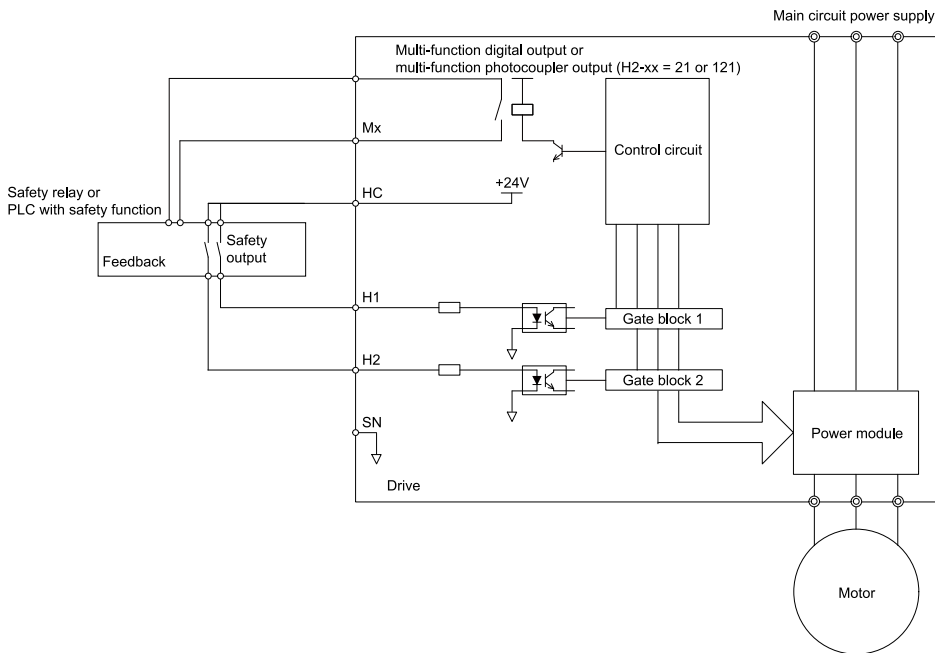 Main circuit power supply
Multi-function digital output or
multi-function photocoupler output (H2-xx = 21 or 121)
Mx
Control circuit
HC
+24V
Safety relay or
PLC with safety function
Feedback
Safety
output
H1
Gate block 1
H2
Gate block 2
SN
Power module
Drive
Motor